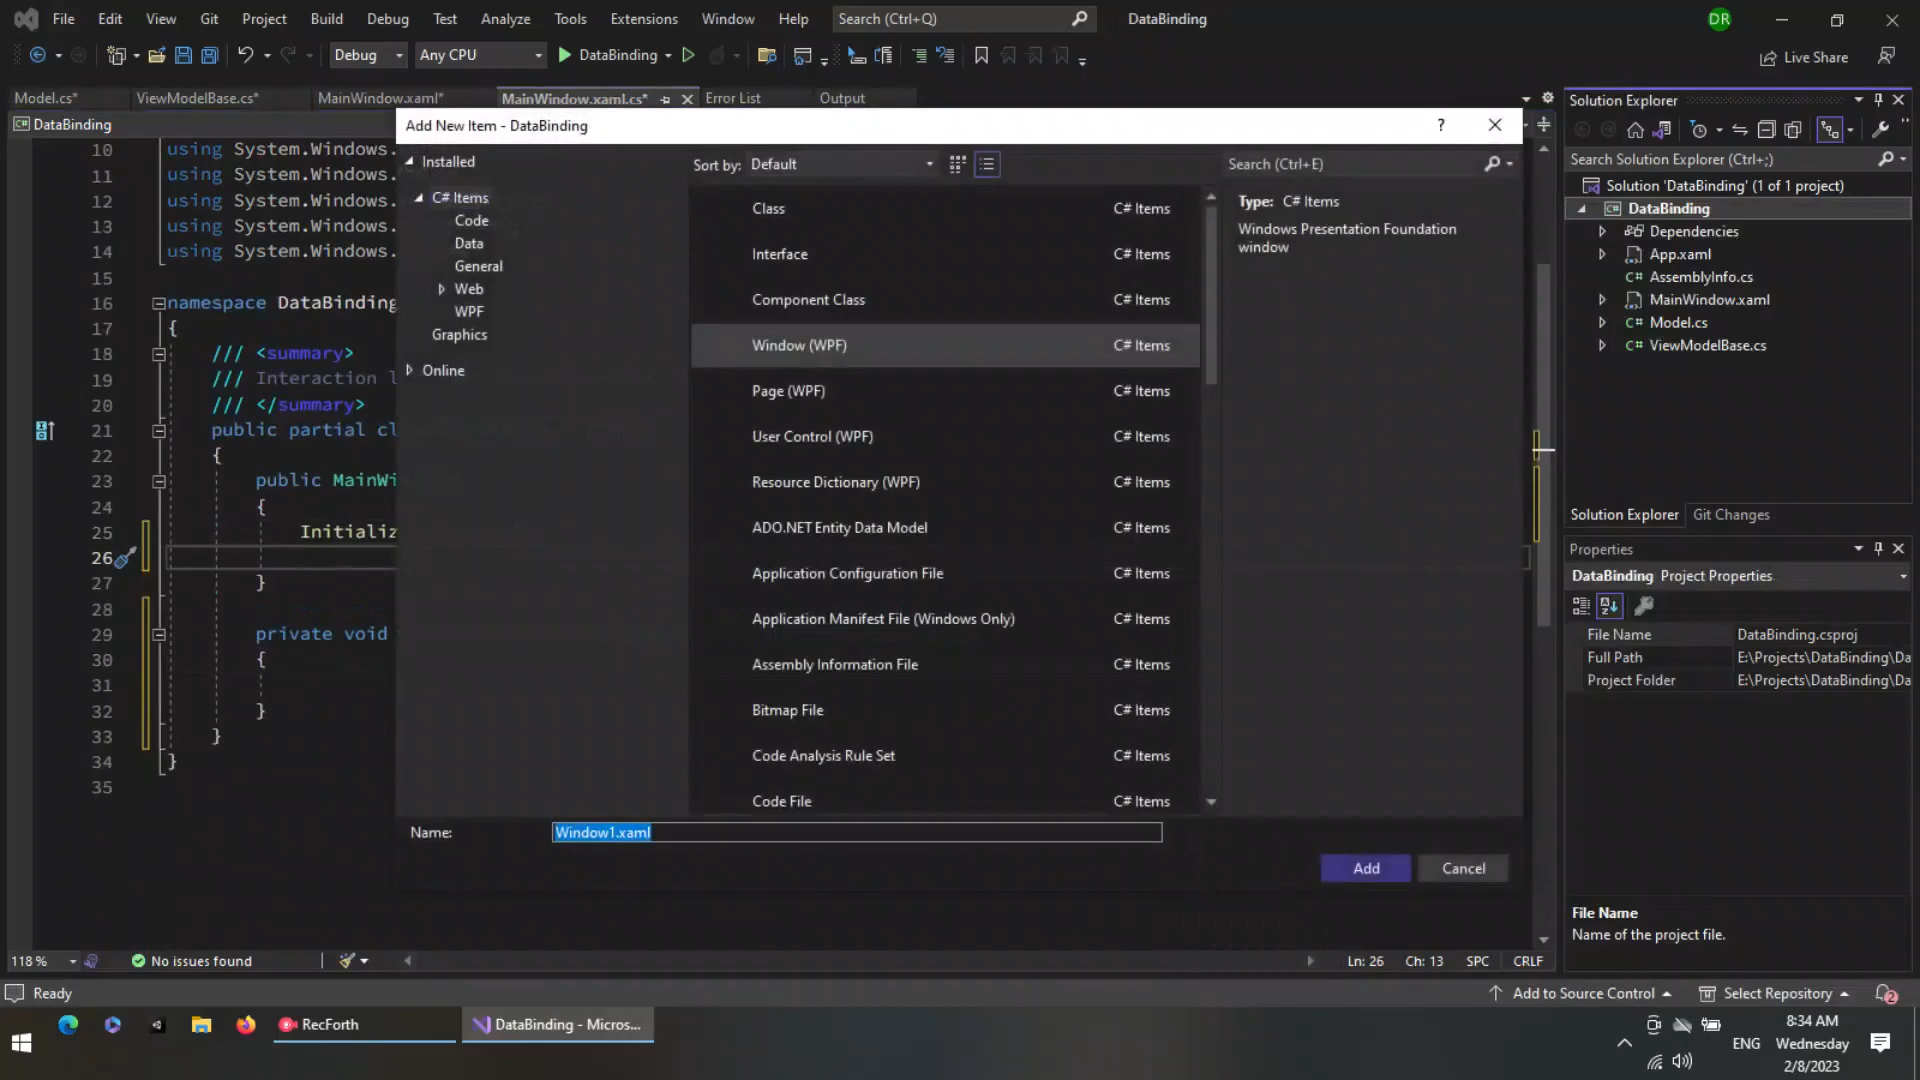 File Edit View Git Project Build Debug Test Analyze Tools Extensions Window Help Search (Ctrl+Q) DataBinding DR
Debug Any CPU DataBinding Live Share
Model.cs* ViewModelBase.cs* MainWindow.xaml* MainWindow.xaml.cs* Error List Output
DataBinding
10 using System.Windows.
11 using System.Windows.
12 using System.Windows.
13 using System.Windows.
14 using System.Windows.
15
16 namespace DataBinding
17 {
18 /// <summary>
19 /// Interaction l
20 /// </summary>
21 public partial cl
22 {
23 public MainWi
24 {
25 Initializ
26
27 }
28
29 private void
30 {
31
32 }
33 }
34 }
35
Add New Item - DataBinding ?
Installed
C# Items
Code
Data
General
Web
WPF
Graphics
Online
Sort by: Default
Search (Ctrl+E)
Class C# Items
Interface C# Items
Component Class C# Items
Window (WPF) C# Items
Page (WPF) C# Items
User Control (WPF) C# Items
Resource Dictionary (WPF) C# Items
ADO.NET Entity Data Model C# Items
Application Configuration File C# Items
Application Manifest File (Windows Only) C# Items
Assembly Information File C# Items
Bitmap File C# Items
Code Analysis Rule Set C# Items
Code File C# Items
Type: C# Items
Windows Presentation Foundation
window
Name: Window1.xaml
Add Cancel
Solution Explorer
Search Solution Explorer (Ctrl+;)
Solution 'DataBinding' (1 of 1 project)
C# DataBinding
Dependencies
App.xaml
C# AssemblyInfo.cs
MainWindow.xaml
C# Model.cs
C# ViewModelBase.cs
Solution Explorer Git Changes
Properties
DataBinding Project Properties
File Name DataBinding.csproj
Full Path E:\Projects\DataBinding\Da
Project Folder E:\Projects\DataBinding\Da
File Name
Name of the project file.
118 % No issues found Ln: 26 Ch: 13 SPC CRLF
Ready Add to Source Control Select Repository 2
RecForth DataBinding - Micros...
ENG
8:34 AM
Wednesday
2/8/2023